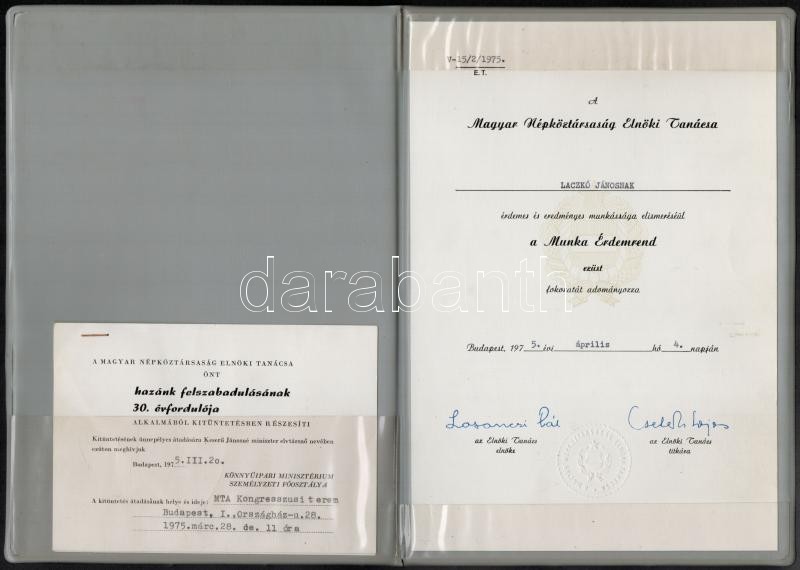 A MAGYAR NÉPKÖZTÁRSASÁG ELNÖKI TANÁCSA
ÖNT
hazánk felszabadulásának
30. évfordulója
ALKALMÁBÓL KITÜNTETÉSBEN RÉSZESÍTI
Kitüntetésének ünnepélyes átadására Keserű Jánosné miniszter elvtársnő nevében
ezúton meghívjuk
Budapest, 1975.III.20.
KÖNNYŰIPARI MINISZTÉRIUM
SZEMÉLYZETI FŐOSZTÁLYA
A kitüntetés átadásának helye és ideje: MTA Kongresszusi terem
Budapest, I., Országház-u.28.
1975.márc.28. de. 11 óra
V-15/2/1975.
E.T.
A
Magyar Népköztársaság Elnöki Tanácsa
LACZKÓ JÁNOSNAK
érdemes és eredményes munkássága elismeréséül
a Munka Érdemrend
ezüst
fokozatát adományozza
Budapest, 1975. évi április hó 4. napján
Losonczi Pál
Cseterki Lajos
az Elnöki Tanács
elnöke
az Elnöki Tanács
titkára
darabanth